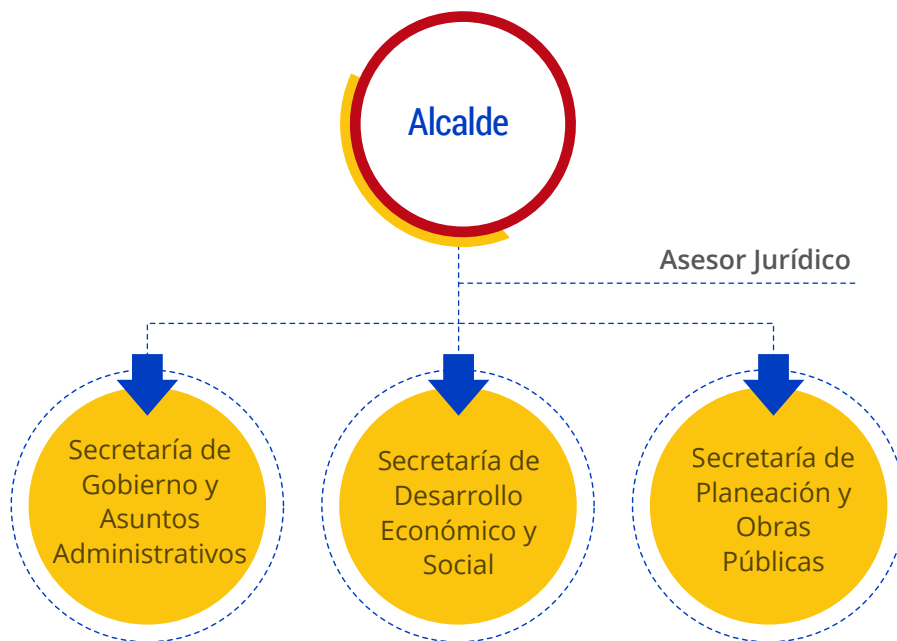 Alcalde
Asesor Jurídico
Secretaría de
Gobierno y
Asuntos
Administrativos
Secretaría de
Desarrollo
Económico y
Social
Secretaría de
Planeación y
Obras
Públicas